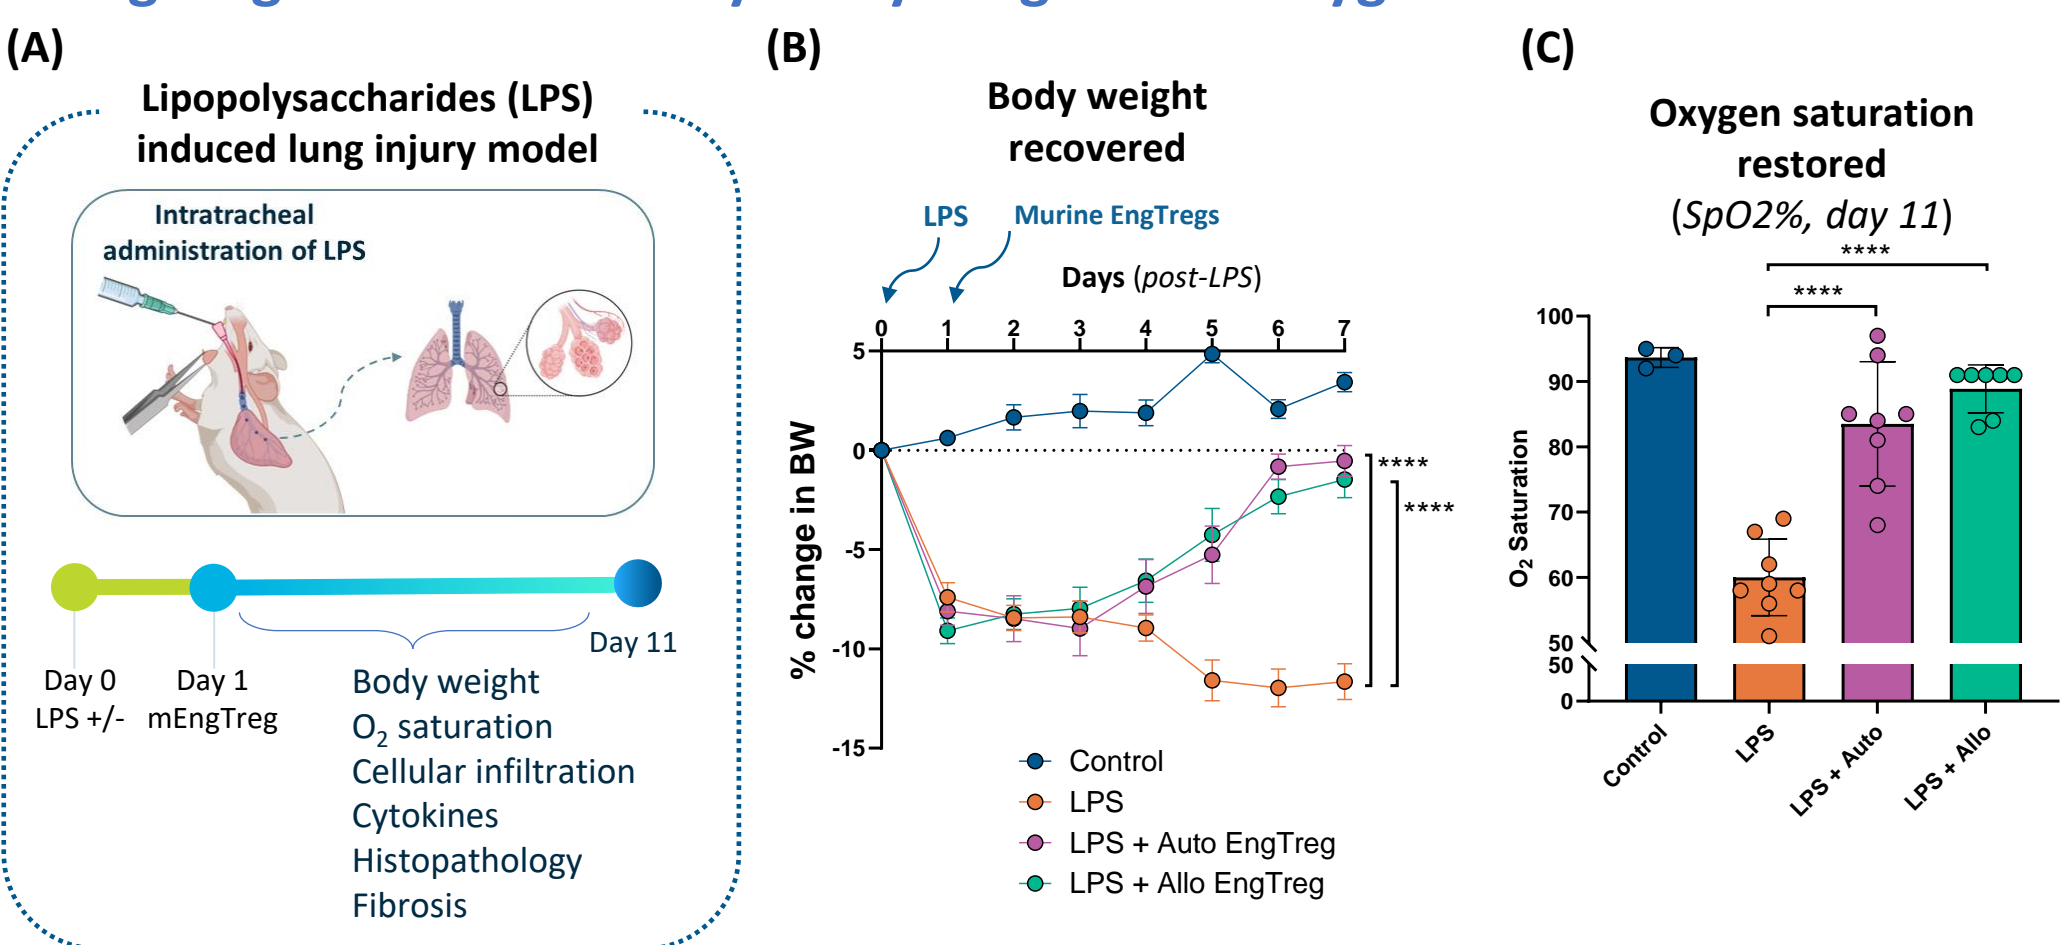 (A)
Lipopolysaccharides (LPS)
induced lung injury model
Intratracheal
administration of LPS
Day 0
LPS +/-
Day 1
mEngTreg
Day 11
Body weight
O2 saturation
Cellular infiltration
Cytokines
Histopathology
Fibrosis
(B)
Body weight
recovered
LPS
Murine EngTregs
Days (post-LPS)
0 1 2 3 4 5 6 7
5
0
-5
-10
-15
% change in BW
****
****
Control
LPS
LPS + Auto EngTreg
LPS + Allo EngTreg
(C)
Oxygen saturation
restored
(SpO2%, day 11)
****
****
100
90
80
70
60
50
50
0
O2 Saturation
Control
LPS
LPS + Auto
LPS + Allo